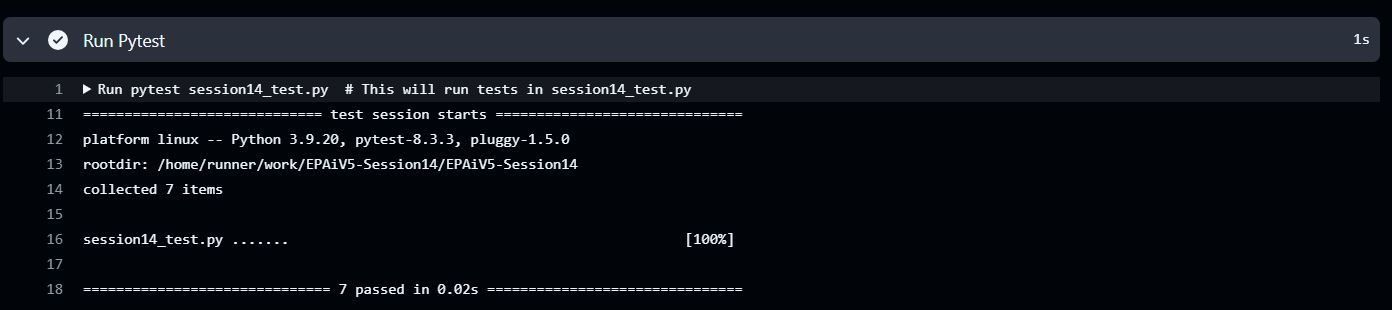 Run Pytest 1s
1 ▶ Run pytest session14_test.py  # This will run tests in session14_test.py
11 ============================= test session starts ==============================
12 platform linux -- Python 3.9.20, pytest-8.3.3, pluggy-1.5.0
13 rootdir: /home/runner/work/EPAiV5-Session14/EPAiV5-Session14
14 collected 7 items
15
16 session14_test.py ....... [100%]
17
18 ============================== 7 passed in 0.02s ===============================